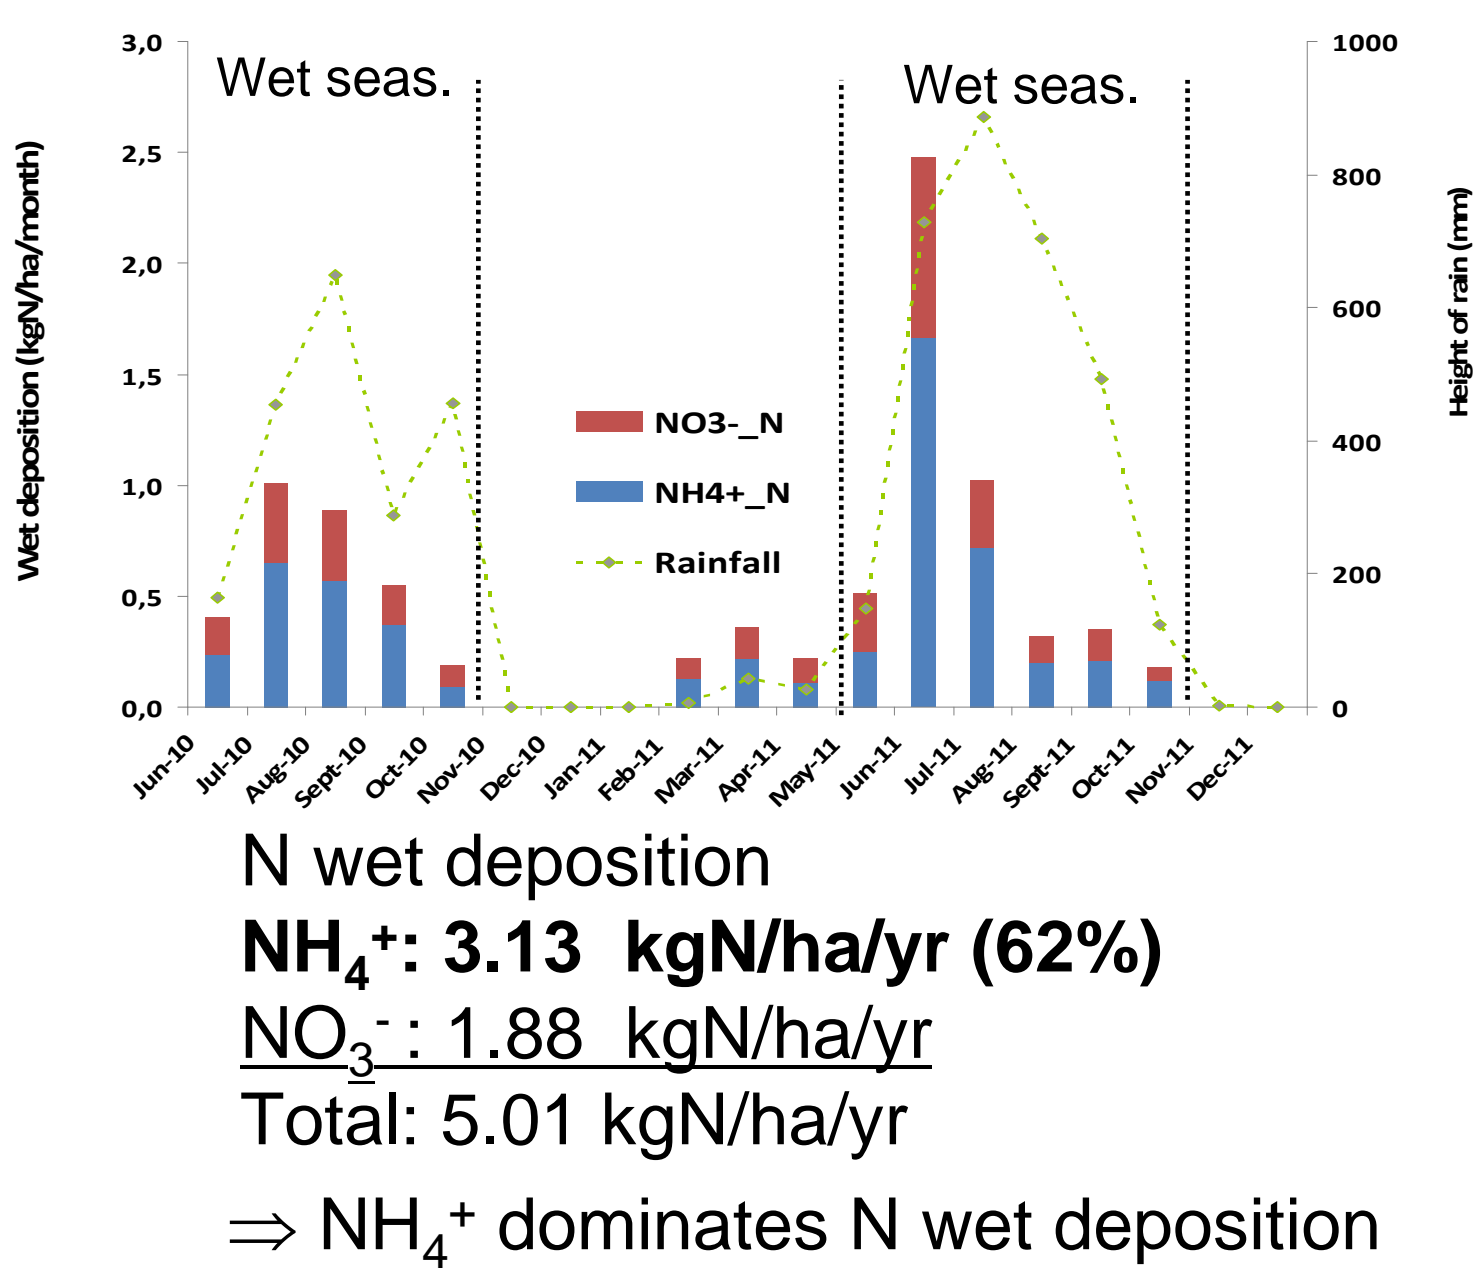 Wet seas.
Wet seas.
Wet deposition (kgN/ha/month)
3,0
2,5
2,0
1,5
1,0
0,5
0,0
1000
800
600
400
200
0
Height of rain (mm)
NO3-_N
NH4+_N
Rainfall
Jun-10
Jul-10
Aug-10
Sept-10
Oct-10
Nov-10
Dec-10
Jan-11
Feb-11
Mar-11
Apr-11
May-11
Jun-11
Jul-11
Aug-11
Sept-11
Oct-11
Nov-11
Dec-11
N wet deposition
NH₄⁺: 3.13 kgN/ha/yr (62%)
NO₃⁻ : 1.88 kgN/ha/yr
Total: 5.01 kgN/ha/yr
⇒ NH₄⁺ dominates N wet deposition